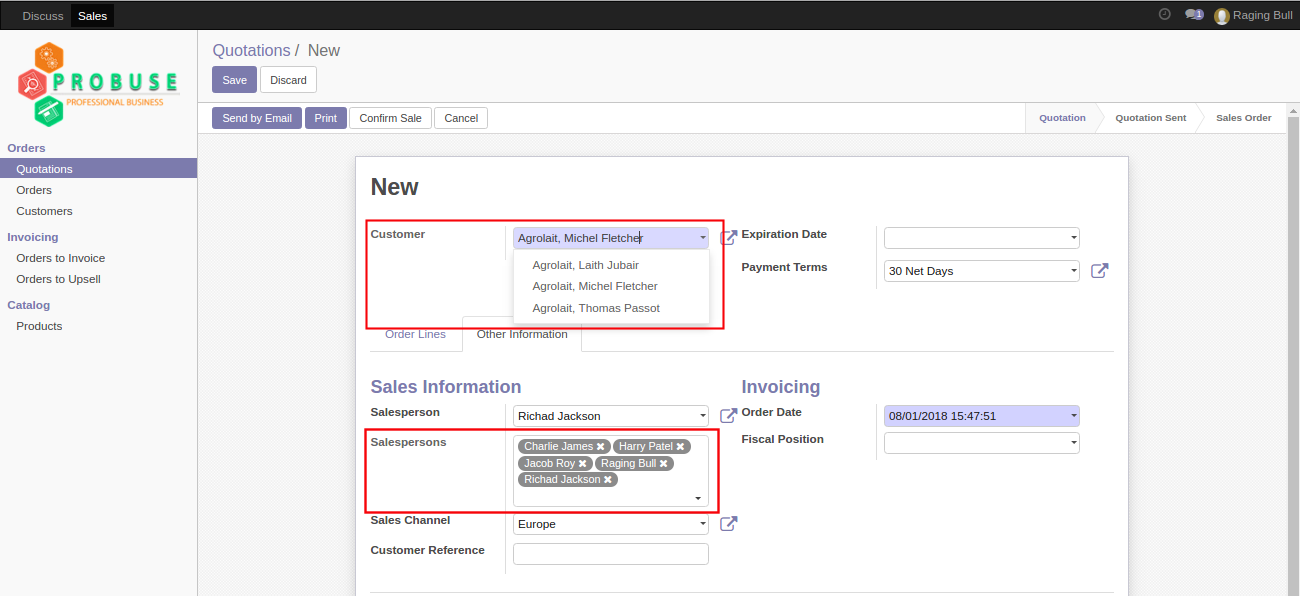 Discuss Sales 1 Raging Bull
PROBUSE
PROFESSIONAL BUSINESS
Orders
Quotations
Orders
Customers
Invoicing
Orders to Invoice
Orders to Upsell
Catalog
Products
Quotations / New
Save Discard
Send by Email Print Confirm Sale Cancel Quotation Quotation Sent Sales Order
New
Customer Agrolait, Michel Fletcher
Agrolait, Laith Jubair
Agrolait, Michel Fletcher
Agrolait, Thomas Passot
Expiration Date
Payment Terms 30 Net Days
Order Lines Other Information
Sales Information
Salesperson Richad Jackson
Salespersons Charlie James ✖ Harry Patel ✖
Jacob Roy ✖ Raging Bull ✖
Richad Jackson ✖
Sales Channel Europe
Customer Reference
Invoicing
Order Date 08/01/2018 15:47:51
Fiscal Position